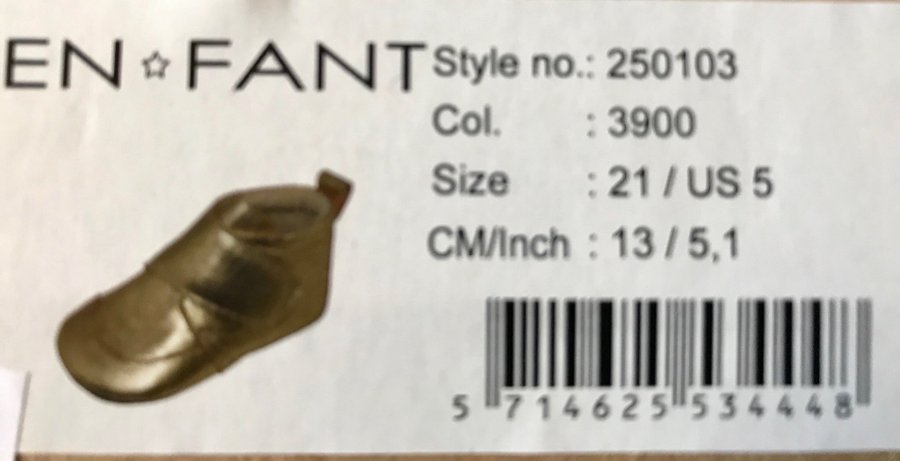 EN☆FANT
Style no.: 250103
Col. : 3900
Size : 21 / US 5
CM/Inch : 13 / 5,1
5 714625 534448